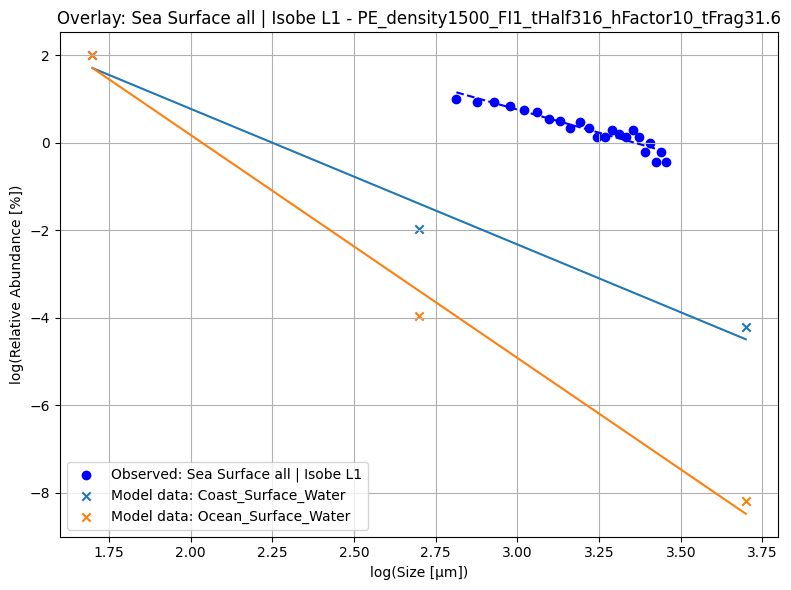 Overlay: Sea Surface all | Isobe L1 - PE_density1500_FI1_tHalf316_hFactor10_tFrag31.6
log(Relative Abundance [%])
2
0
−2
−4
−6
−8
Observed: Sea Surface all | Isobe L1
Model data: Coast_Surface_Water
Model data: Ocean_Surface_Water
1.75 2.00 2.25 2.50 2.75 3.00 3.25 3.50 3.75
log(Size [μm])